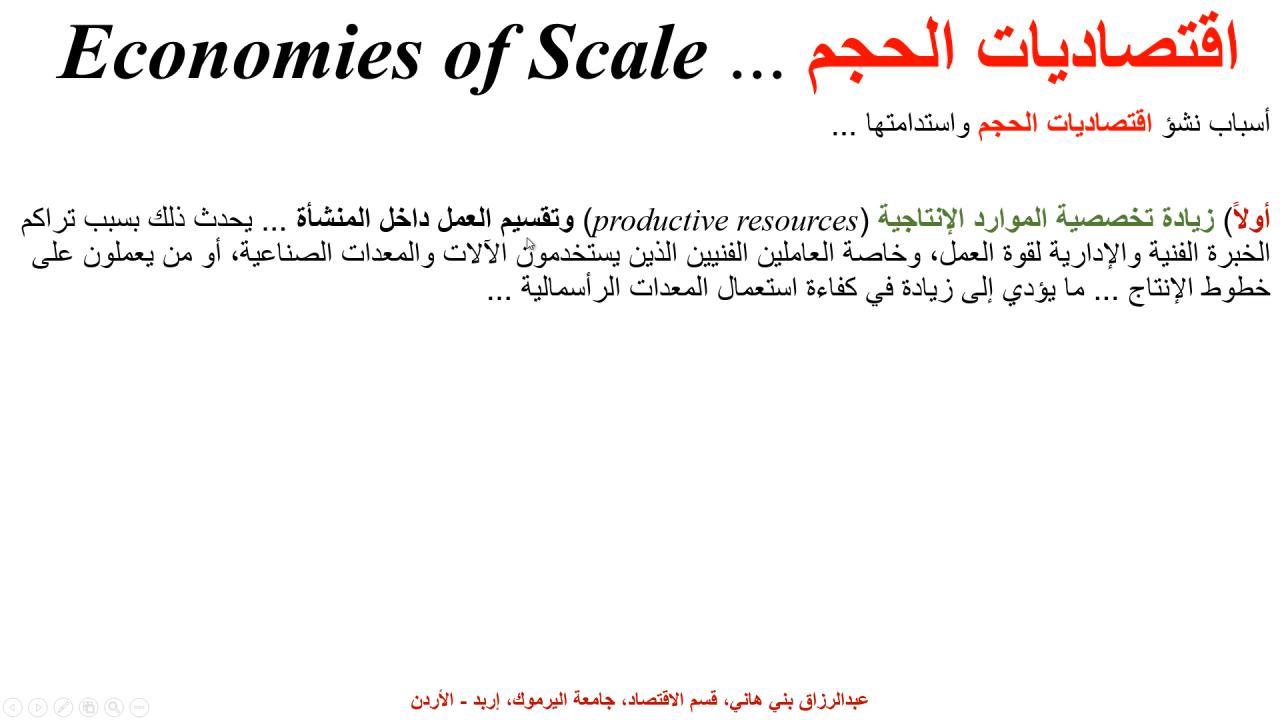 اقتصاديات الحجم ... Economies of Scale
أسباب نشؤ اقتصاديات الحجم واستدامتها ...
أولاً) زيادة تخصصية الموارد الإنتاجية (productive resources) وتقسيم العمل داخل المنشأة ... يحدث ذلك بسبب تراكم
الخبرة الفنية والإدارية لقوة العمل، وخاصة العاملين الفنيين الذين يستخدمون الآلات والمعدات الصناعية، أو من يعملون على
خطوط الإنتاج ... ما يؤدي إلى زيادة في كفاءة استعمال المعدات الرأسمالية ...
عبدالرزاق بني هاني، قسم الاقتصاد، جامعة اليرموك، إربد - الأردن